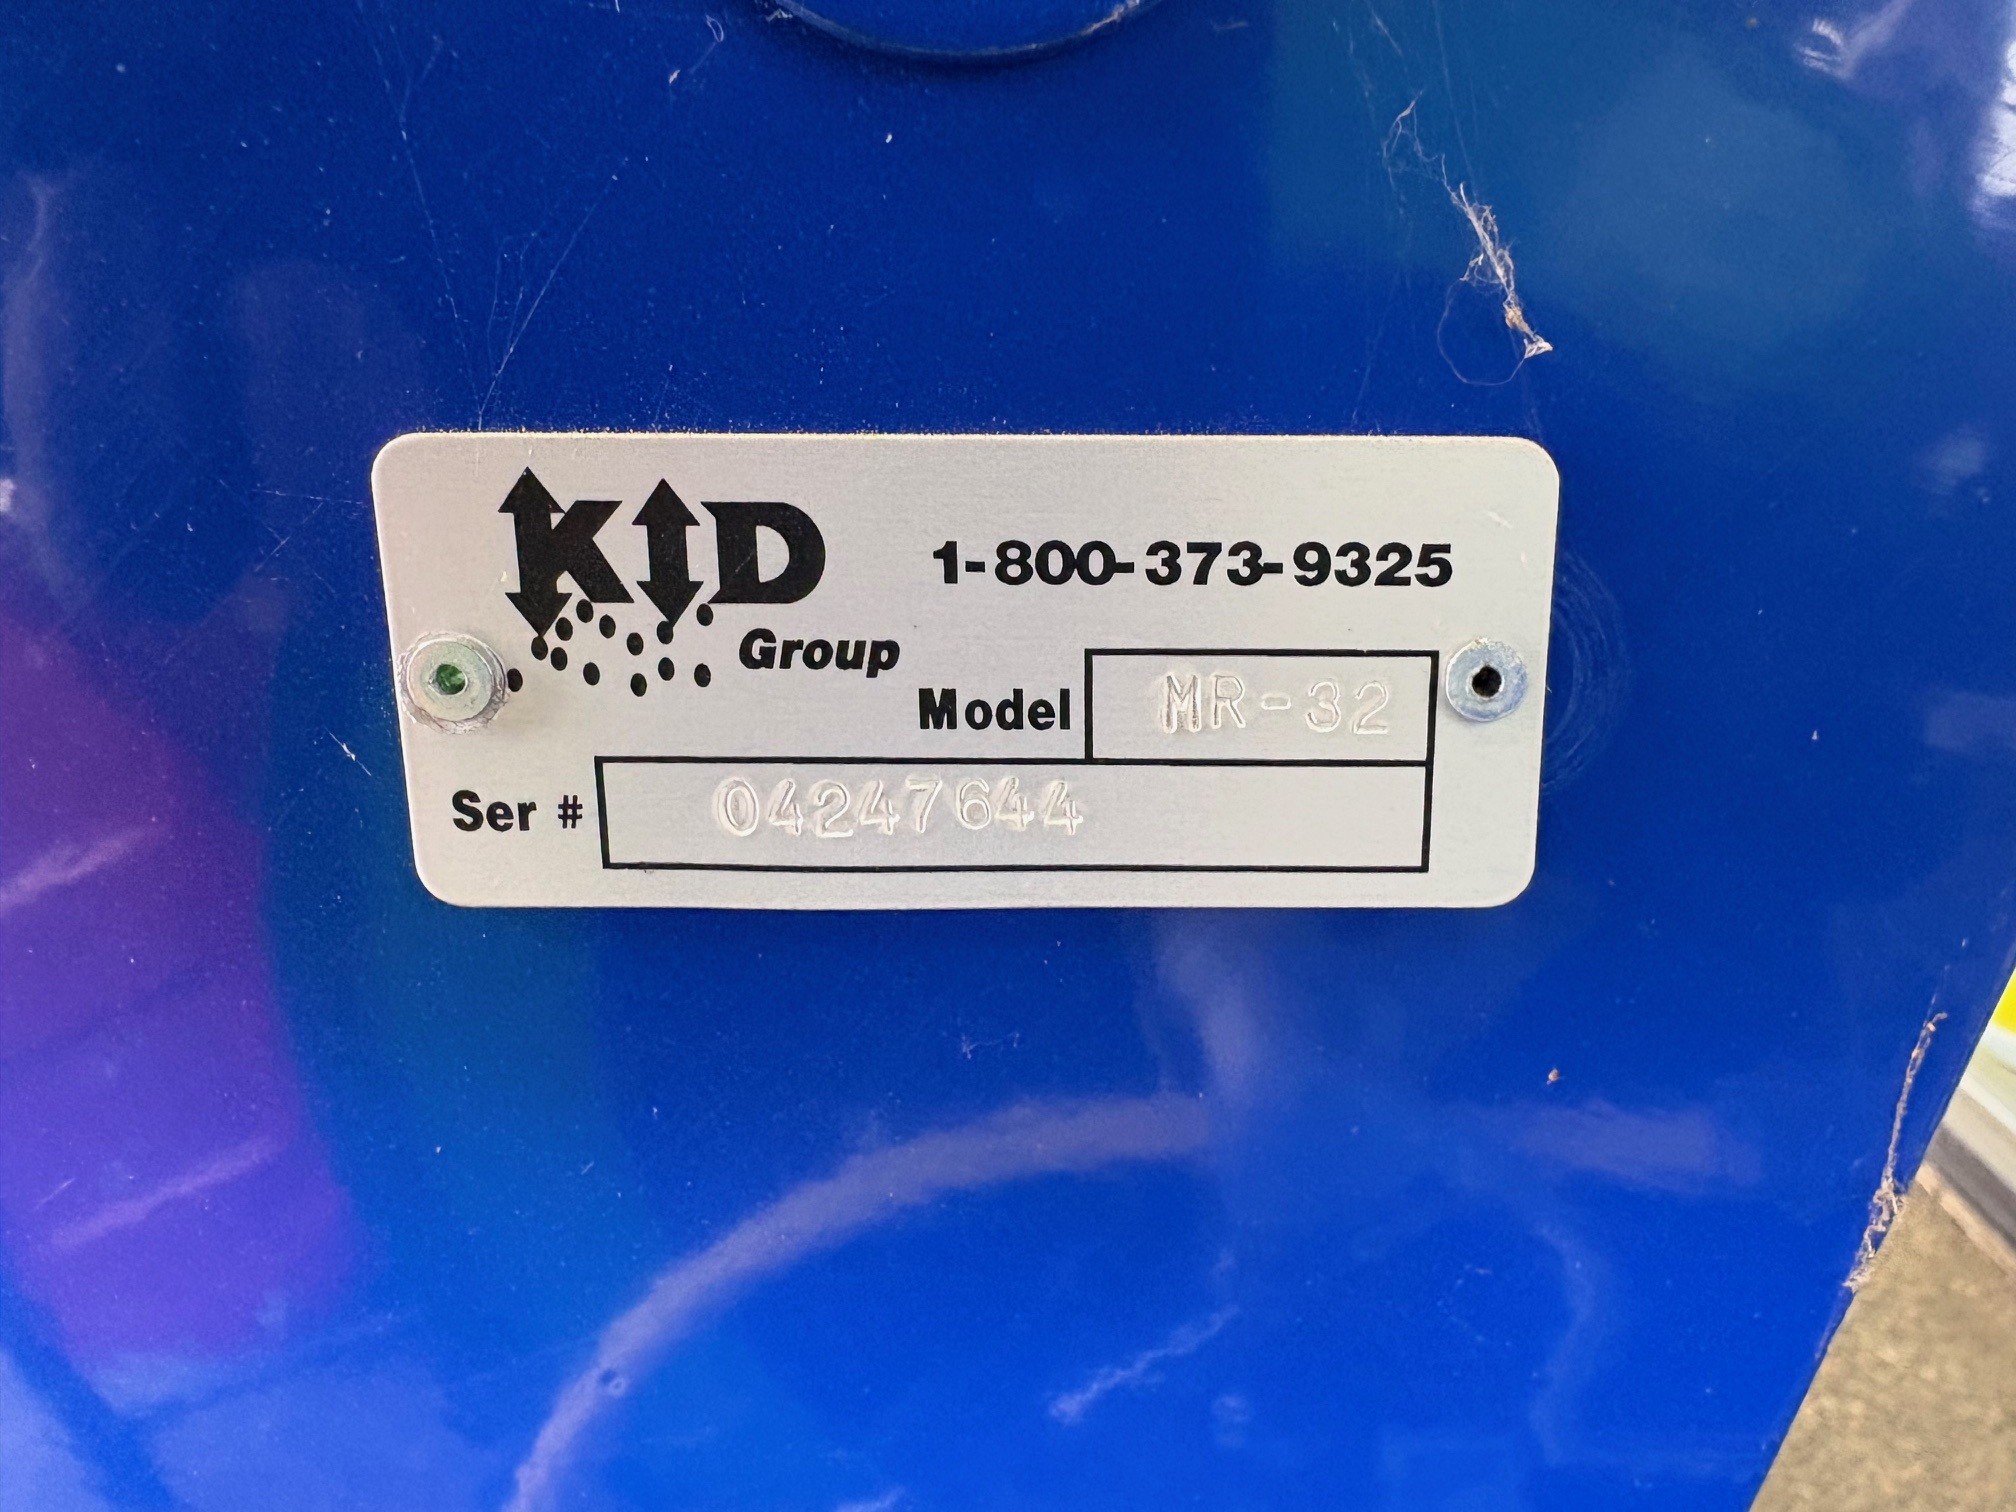 KID
1-800-373-9325
Group
Model MR-32
Ser # 04247644